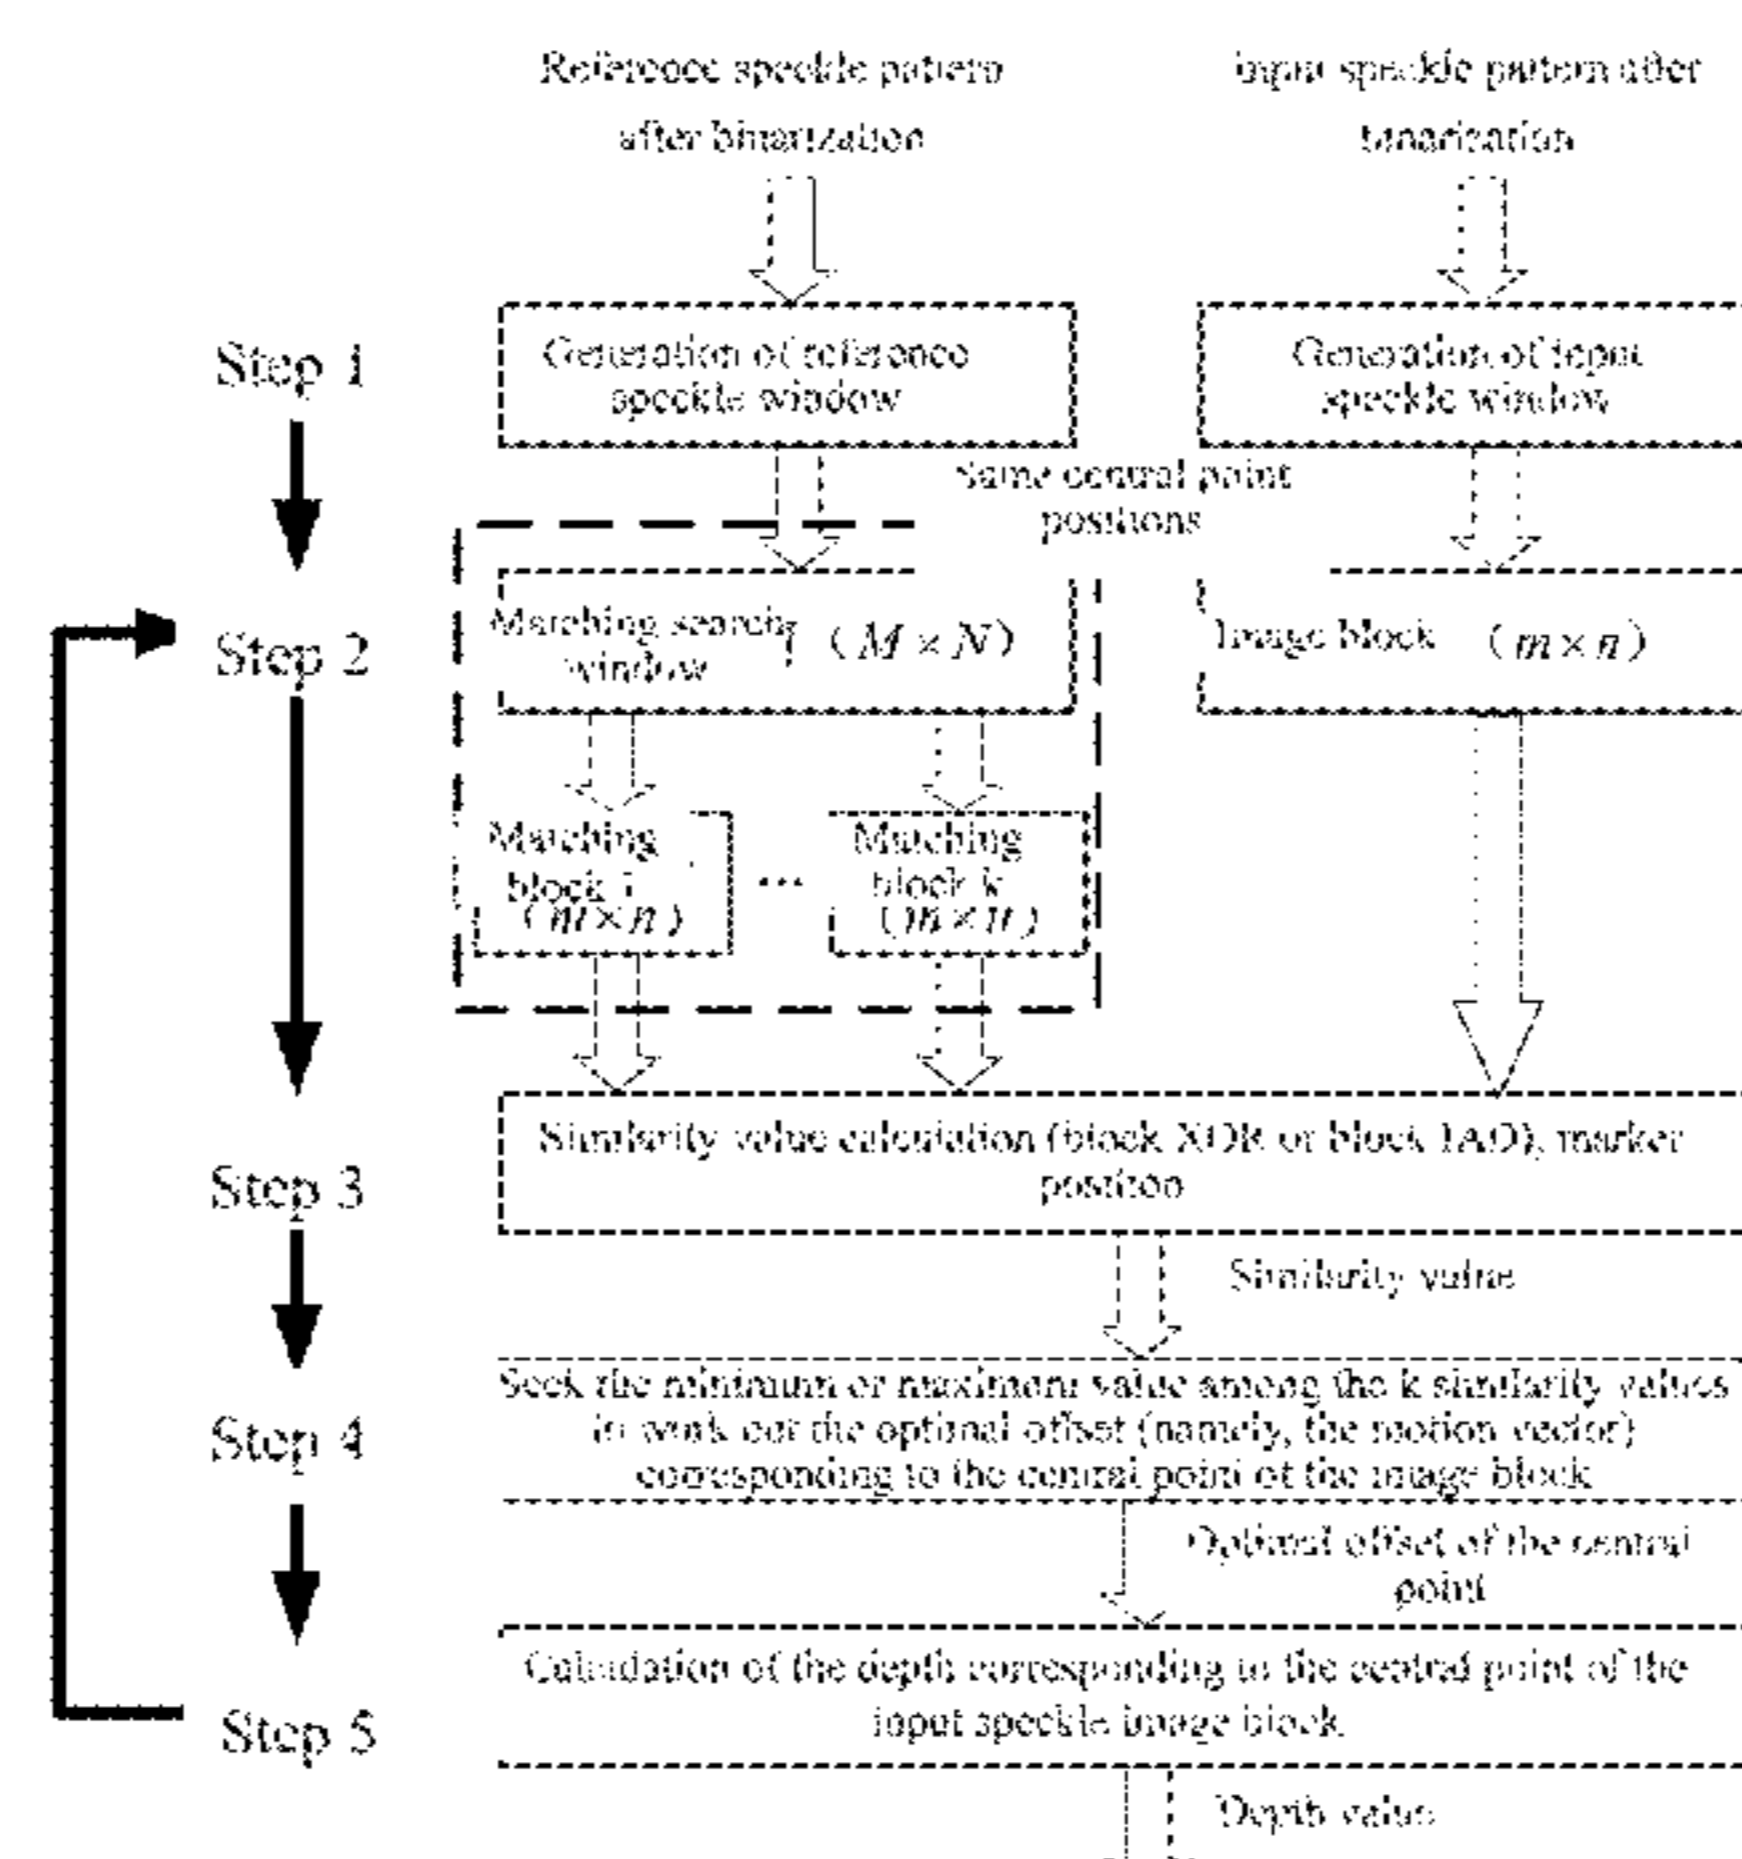 Reference speckle pattern
after binarization
input speckle pattern after
binarization
Step 1
Generation of reference
speckle window
Generation of input
speckle window
Same central point
positions
Step 2
Matching search
window
(M×N)
Image block (m×n)
Matching
block 1
(m×n)
...
Matching
block k
(m×n)
Step 3
Similarity value calculation (block XOR or block), marker
position
Similarity value
Step 4
Seek the minimum or maximum value among the k similarity values
to work out the optimal offset (namely, the motion vector)
corresponding to the central point of the image block
Optimal offset of the central
point
Step 5
Calculation of the depth corresponding to the central point of the
input speckle image block
Depth value